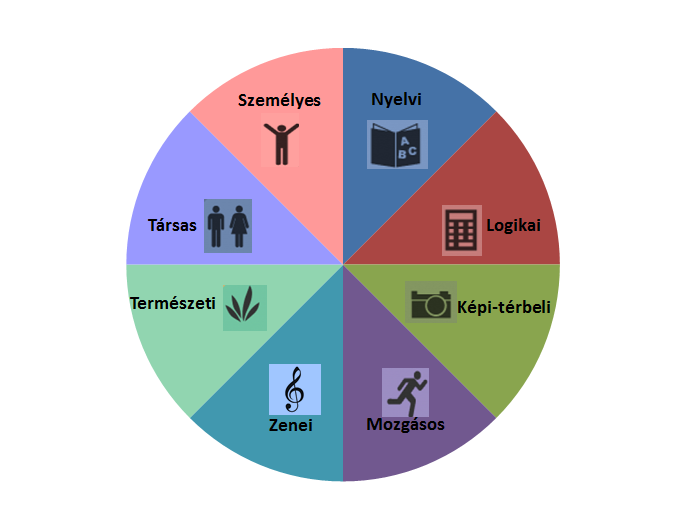 Személyes
Nyelvi
A
B C
Társas
Logikai
Természeti
Képi-térbeli
Zenei
Mozgásos